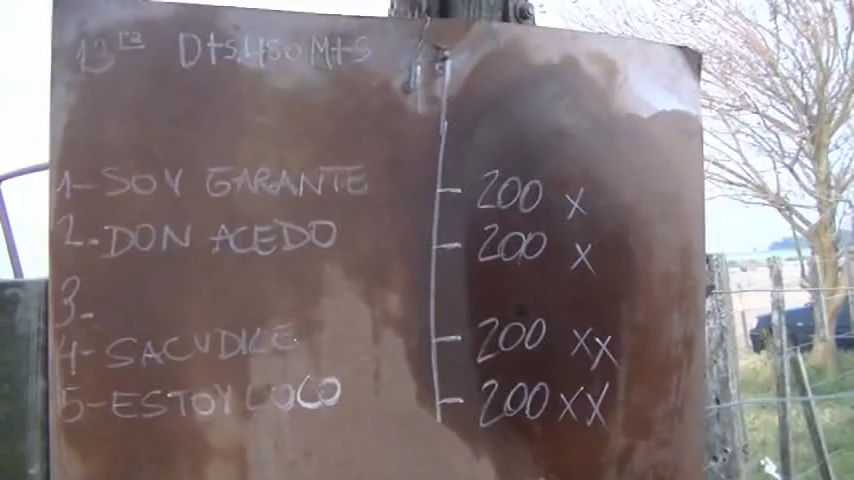 13ra Dts.450 Mts
1-SOY GARANTE - 200 x
2-DON ACEDO - 200 x
3-
4-SACUDILE - 200 xx
5-ESTOY LOCO - 200 xx